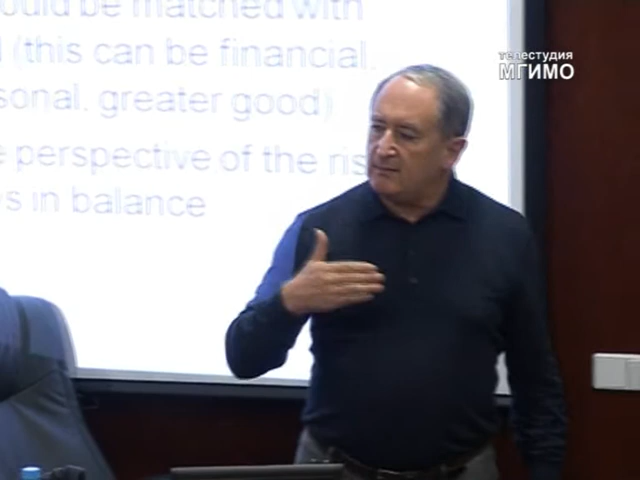 ould be matched with
(this can be financial,
sonal, greater good)
perspective of the ris
s in balance
телестудия
МГИМО